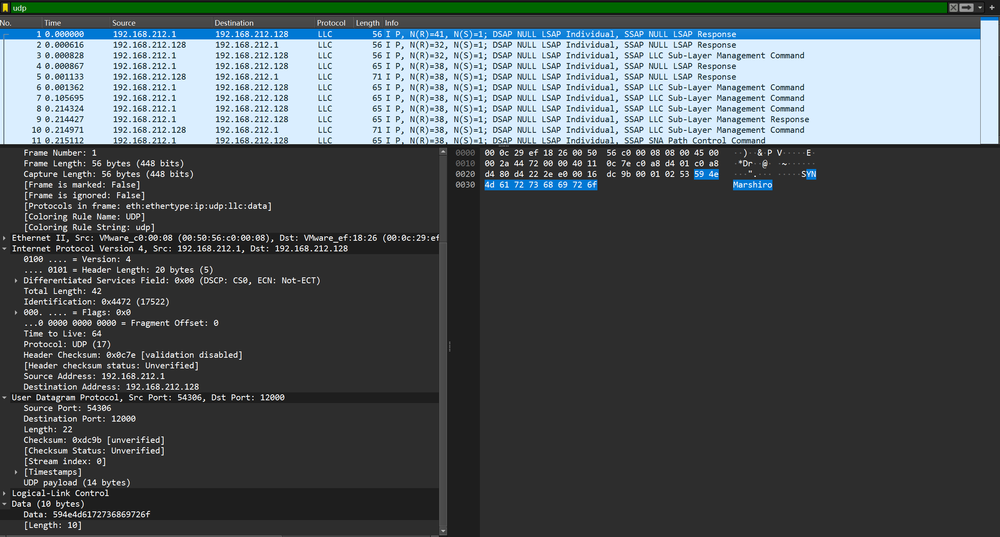 udp
No. Time Source Destination Protocol Length Info
1 0.000000 192.168.212.1 192.168.212.128 LLC 56 I P, N(R)=41, N(S)=1; DSAP NULL LSAP Individual, SSAP NULL LSAP Response
2 0.000616 192.168.212.128 192.168.212.1 LLC 56 I P, N(R)=32, N(S)=1; DSAP NULL LSAP Individual, SSAP NULL LSAP Response
3 0.000828 192.168.212.1 192.168.212.128 LLC 56 I P, N(R)=32, N(S)=1; DSAP NULL LSAP Individual, SSAP LLC Sub-Layer Management Command
4 0.000867 192.168.212.1 192.168.212.128 LLC 65 I P, N(R)=38, N(S)=1; DSAP NULL LSAP Individual, SSAP NULL LSAP Response
5 0.001133 192.168.212.128 192.168.212.1 LLC 71 I P, N(R)=38, N(S)=1; DSAP NULL LSAP Individual, SSAP NULL LSAP Response
6 0.001362 192.168.212.1 192.168.212.128 LLC 65 I P, N(R)=38, N(S)=1; DSAP NULL LSAP Individual, SSAP LLC Sub-Layer Management Command
7 0.105695 192.168.212.1 192.168.212.128 LLC 65 I P, N(R)=38, N(S)=1; DSAP NULL LSAP Individual, SSAP LLC Sub-Layer Management Command
8 0.214324 192.168.212.1 192.168.212.128 LLC 65 I P, N(R)=38, N(S)=1; DSAP NULL LSAP Individual, SSAP LLC Sub-Layer Management Command
9 0.214427 192.168.212.1 192.168.212.128 LLC 65 I P, N(R)=38, N(S)=1; DSAP NULL LSAP Individual, SSAP LLC Sub-Layer Management Response
10 0.214971 192.168.212.128 192.168.212.1 LLC 71 I P, N(R)=38, N(S)=1; DSAP NULL LSAP Individual, SSAP LLC Sub-Layer Management Command
11 0.215112 192.168.212.1 192.168.212.128 LLC 65 I P, N(R)=38, N(S)=1; DSAP NULL LSAP Individual, SSAP SNA Path Control Command
Frame Number: 1
Frame Length: 56 bytes (448 bits)
Capture Length: 56 bytes (448 bits)
[Frame is marked: False]
[Frame is ignored: False]
[Protocols in frame: eth:ethertype:ip:udp:llc:data]
[Coloring Rule Name: UDP]
[Coloring Rule String: udp]
Ethernet II, Src: VMware_c0:00:08 (00:50:56:c0:00:08), Dst: VMware_ef:18:26 (00:0c:29:ef
Internet Protocol Version 4, Src: 192.168.212.1, Dst: 192.168.212.128
0100 .... = Version: 4
.... 0101 = Header Length: 20 bytes (5)
Differentiated Services Field: 0x00 (DSCP: CS0, ECN: Not-ECT)
Total Length: 42
Identification: 0x4472 (17522)
000. .... = Flags: 0x0
...0 0000 0000 0000 = Fragment Offset: 0
Time to Live: 64
Protocol: UDP (17)
Header Checksum: 0x0c7e [validation disabled]
[Header checksum status: Unverified]
Source Address: 192.168.212.1
Destination Address: 192.168.212.128
User Datagram Protocol, Src Port: 54306, Dst Port: 12000
Source Port: 54306
Destination Port: 12000
Length: 22
Checksum: 0xdc9b [unverified]
[Checksum Status: Unverified]
[Stream index: 0]
[Timestamps]
UDP payload (14 bytes)
Logical-Link Control
Data (10 bytes)
Data: 594e4d6172736869726f
[Length: 10]
0000 00 0c 29 ef 18 26 00 50 56 c0 00 08 08 00 45 00 ··)··&·P V·····E·
0010 00 2a 44 72 00 00 40 11 0c 7e c0 a8 d4 01 c0 a8 ·*Dr··@· ·~······
0020 d4 80 d4 22 2e e0 00 16 dc 9b 00 01 02 53 59 4e ···".··· ·····SYN
0030 4d 61 72 73 68 69 72 6f Marshiro